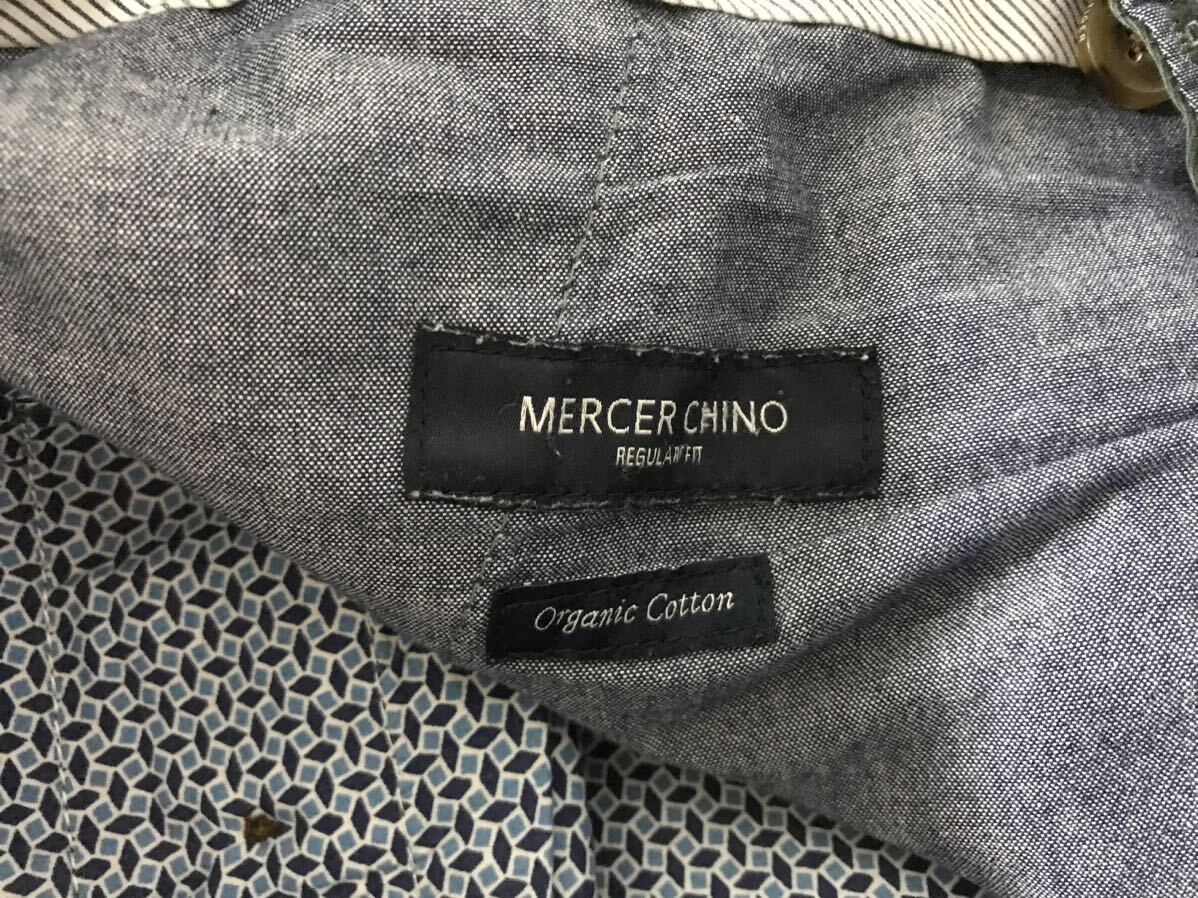 MERCER CHINO
REGULAR FIT
Organic Cotton